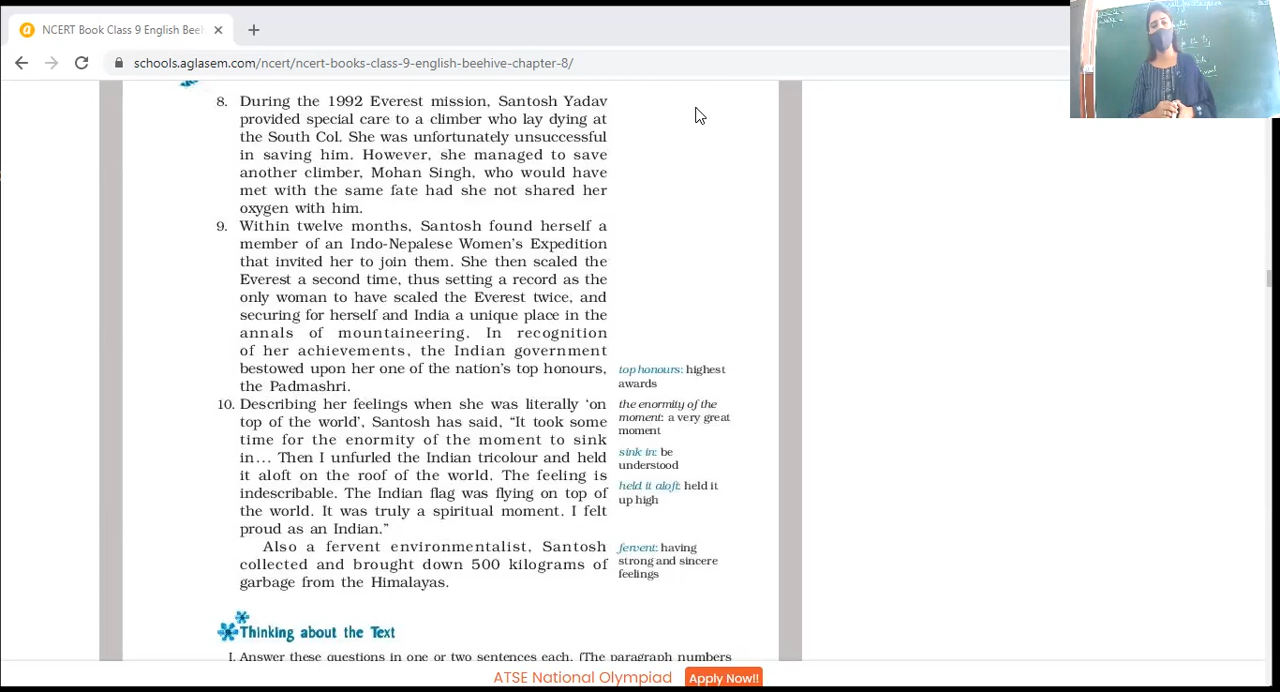 NCERT Book Class 9 English Beeh
schools.aglasem.com/ncert/ncert-books-class-9-english-beehive-chapter-8/
8. During the 1992 Everest mission, Santosh Yadav
provided special care to a climber who lay dying at
the South Col. She was unfortunately unsuccessful
in saving him. However, she managed to save
another climber, Mohan Singh, who would have
met with the same fate had she not shared her
oxygen with him.
9. Within twelve months, Santosh found herself a
member of an Indo-Nepalese Women's Expedition
that invited her to join them. She then scaled the
Everest a second time, thus setting a record as the
only woman to have scaled the Everest twice, and
securing for herself and India a unique place in the
annals of mountaineering. In recognition
of her achievements, the Indian government
bestowed upon her one of the nation's top honours,
the Padmashri.
top honours: highest
awards
10. Describing her feelings when she was literally ‘on
top of the world’, Santosh has said, “It took some
time for the enormity of the moment to sink
in... Then I unfurled the Indian tricolour and held
it aloft on the roof of the world. The feeling is
indescribable. The Indian flag was flying on top of
the world. It was truly a spiritual moment. I felt
proud as an Indian.”
the enormity of the
moment: a very great
moment
sink in: be
understood
held it aloft: held it
up high
Also a fervent environmentalist, Santosh
collected and brought down 500 kilograms of
garbage from the Himalayas.
fervent: having
strong and sincere
feelings
Thinking about the Text
I. Answer these questions in one or two sentences each. (The paragraph numbers
ATSE National Olympiad
Apply Now!!